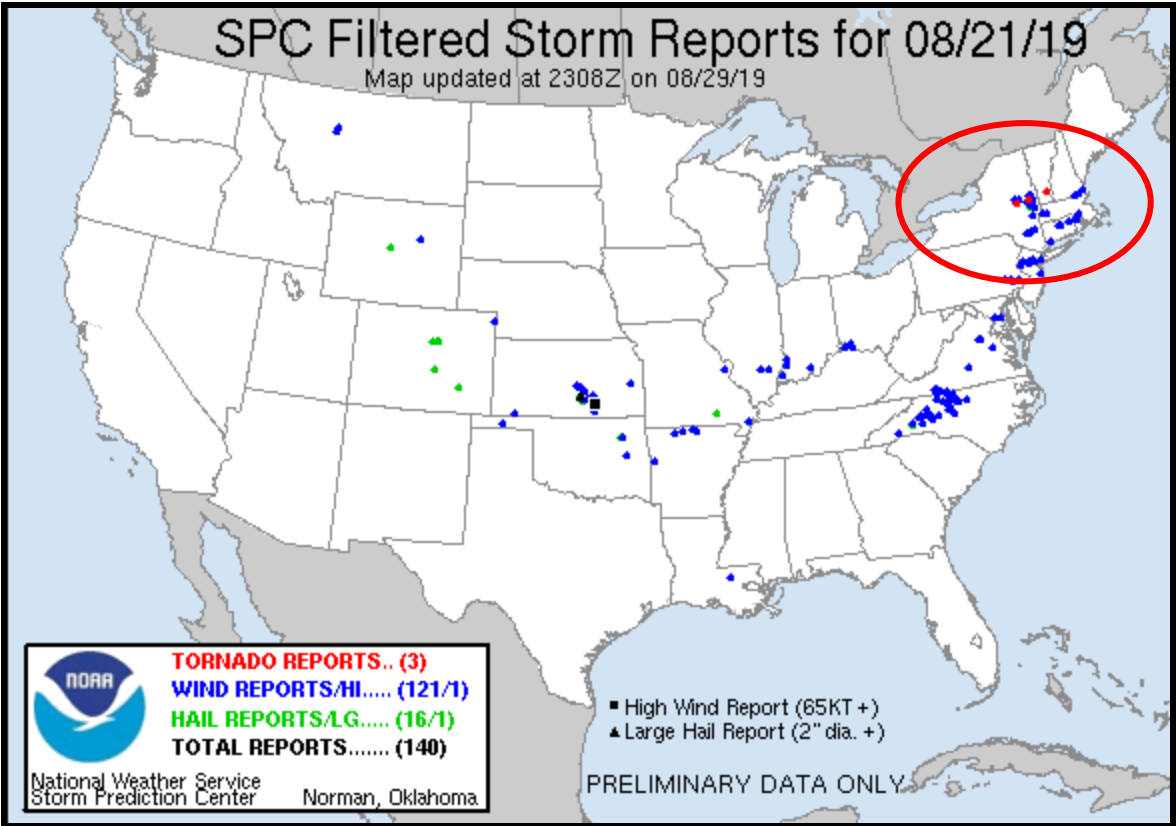 SPC Filtered Storm Reports for 08/21/19
Map updated at 2308Z on 08/29/19
NOAA
TORNADO REPORTS.. (3)
WIND REPORTS/HI..... (121/1)
HAIL REPORTS/LG..... (16/1)
TOTAL REPORTS....... (140)
National Weather Service
Storm Prediction Center Norman, Oklahoma
High Wind Report (65KT +)
Large Hail Report (2" dia. +)
PRELIMINARY DATA ONLY